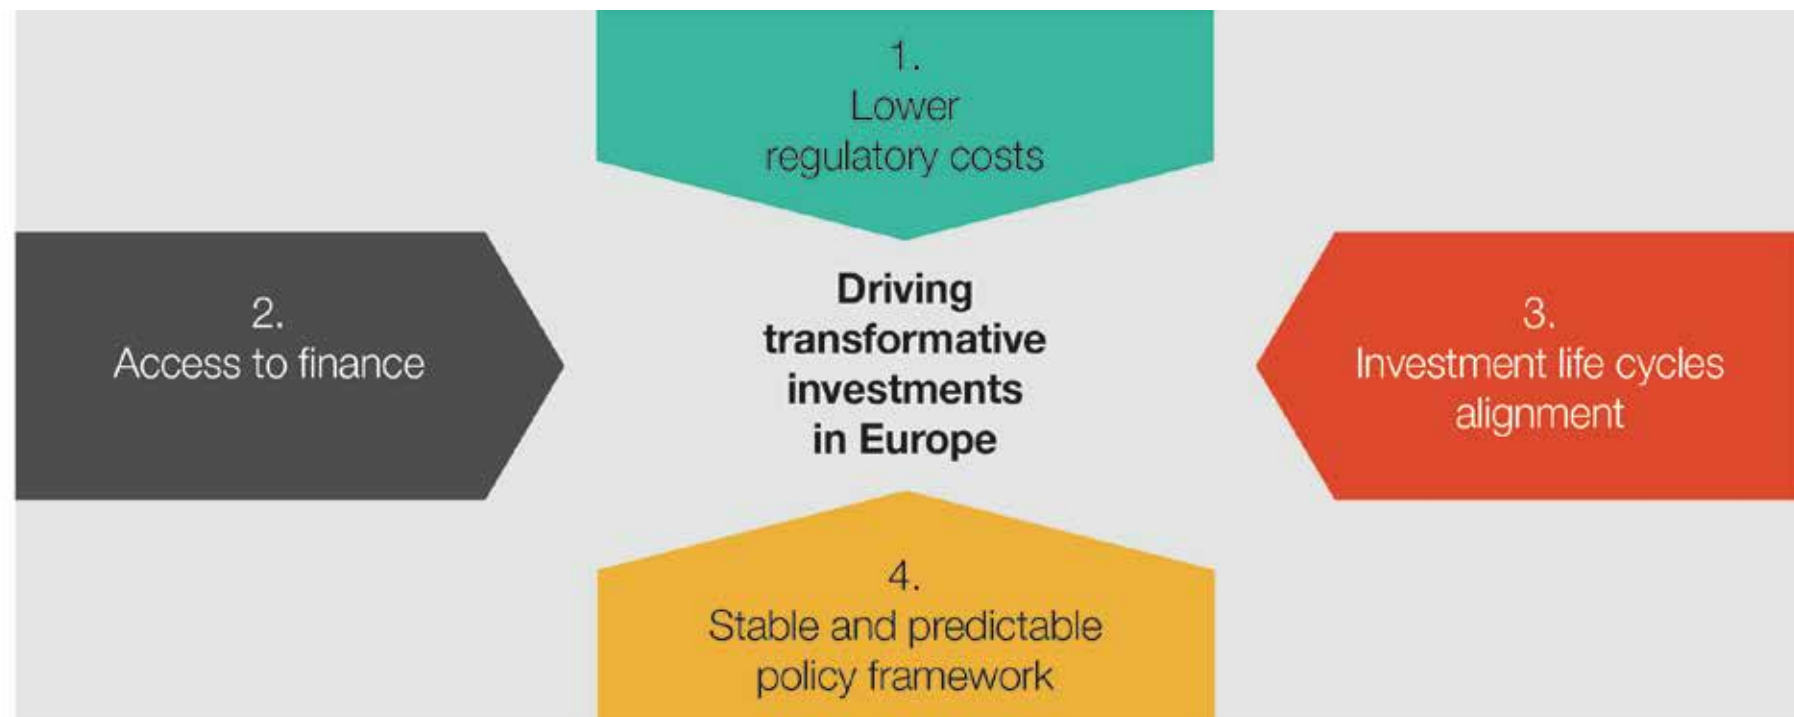 1.
Lower
regulatory costs
2.
Access to finance
Driving
transformative
investments
in Europe
3.
Investment life cycles
alignment
4.
Stable and predictable
policy framework